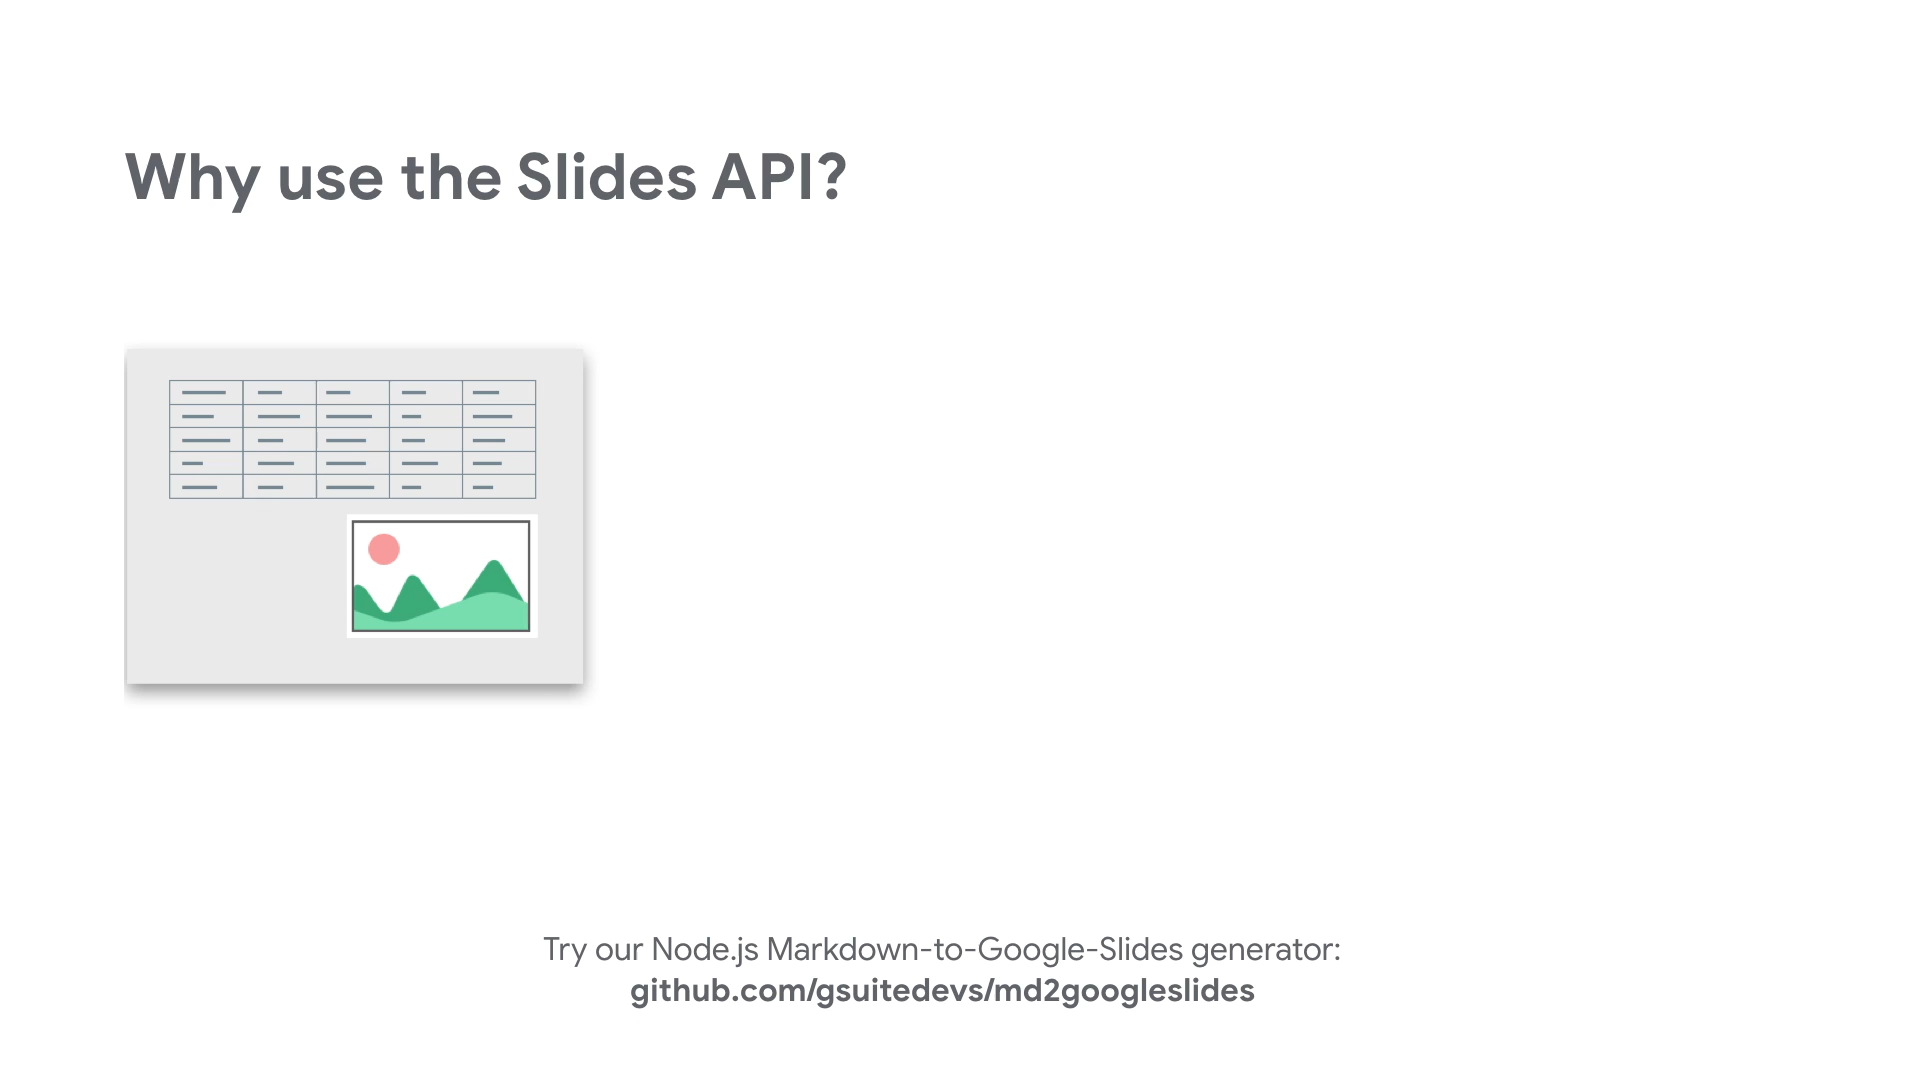 Why use the Slides API?
Try our Node.js Markdown-to-Google-Slides generator:
github.com/gsuitedevs/md2googleslides